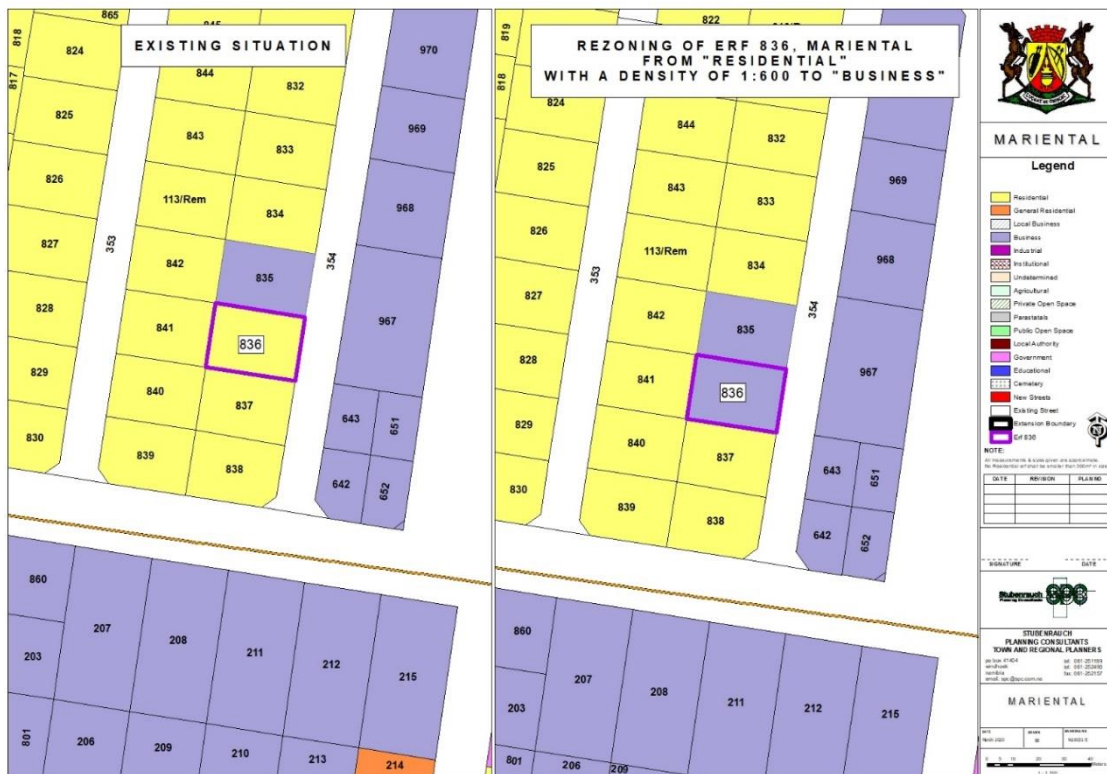 EXISTING SITUATION
865
818
824
844
832
970
817
825
843
833
969
826
113/Rem
834
968
353
827
842
835
354
828
841
836
967
829
840
837
643
651
830
839
838
642
652
860
207
208
211
212
215
203
801
206
209
210
213
214
REZONING OF ERF 836, MARIENTAL
FROM "RESIDENTIAL"
WITH A DENSITY OF 1:600 TO "BUSINESS"
819
822
818
824
844
832
825
843
833
969
826
113/Rem
834
968
353
827
842
835
354
828
841
836
967
829
840
837
643
651
830
839
838
642
652
860
207
208
211
212
215
203
801
206
209
MARIENTAL
Legend
Residential
General Residential
Local Business
Business
Industrial
Institutional
Undetermined
Agricultural
Private Open Space
Parastatals
Public Open Space
Local Authority
Government
Educational
Cemetery
New Streets
Existing Street
Extension Boundary
Erf 836
N
NOTE:
DATE REVISION PLAN NO
SIGNATURE DATE
Stubenrauch SPC
Planning Consultants
STUBENRAUCH
PLANNING CONSULTANTS
TOWN AND REGIONAL PLANNERS
MARIENTAL